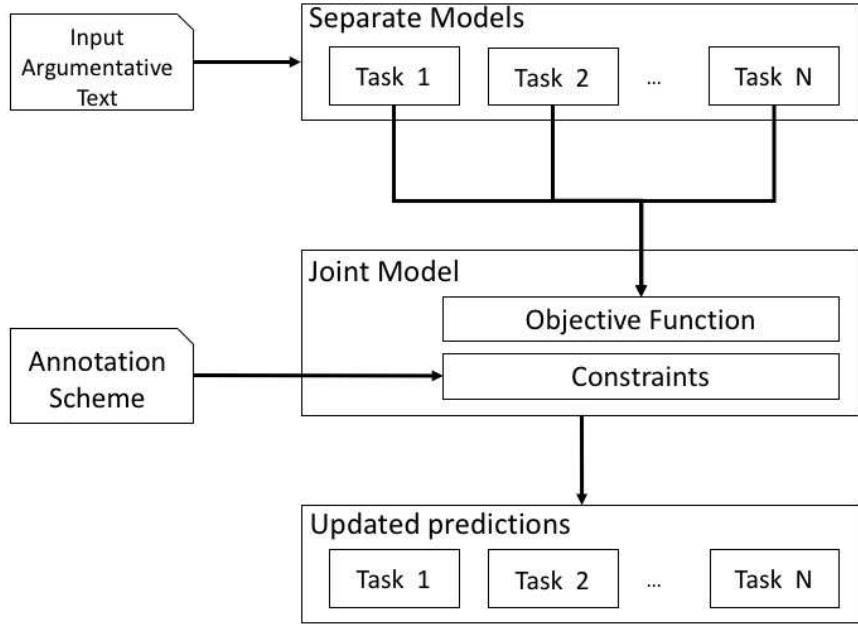 Input
Argumentative
Text
Separate Models
Task 1
Task 2
...
Task N
Joint Model
Objective Function
Constraints
Annotation
Scheme
Updated predictions
Task 1
Task 2
...
Task N